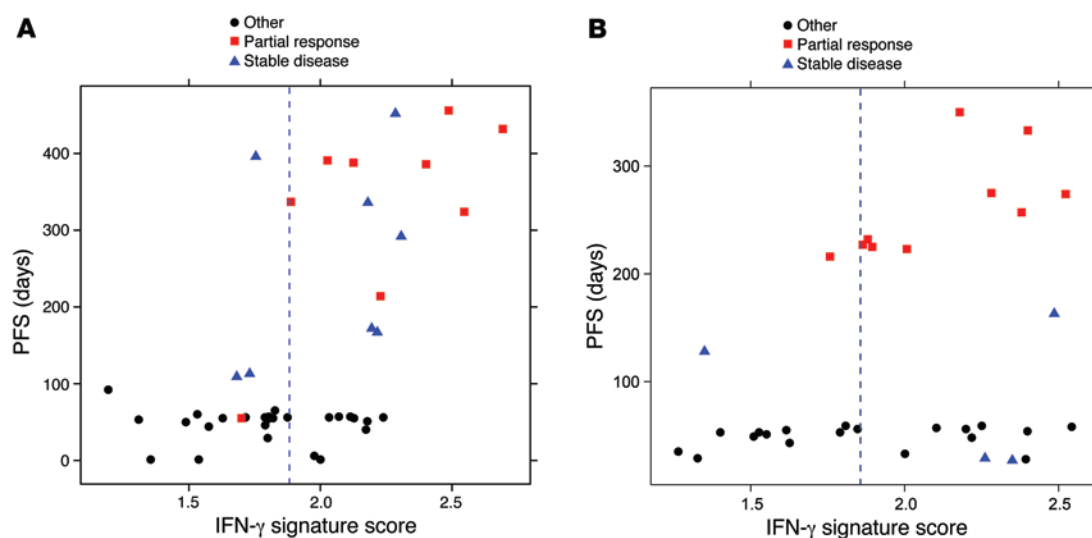 A
Other
Partial response
Stable disease
PFS (days)
400
300
200
100
0
1.5 2.0 2.5
IFN-γ signature score
B
Other
Partial response
Stable disease
PFS (days)
300
200
100
1.5 2.0 2.5
IFN-γ signature score